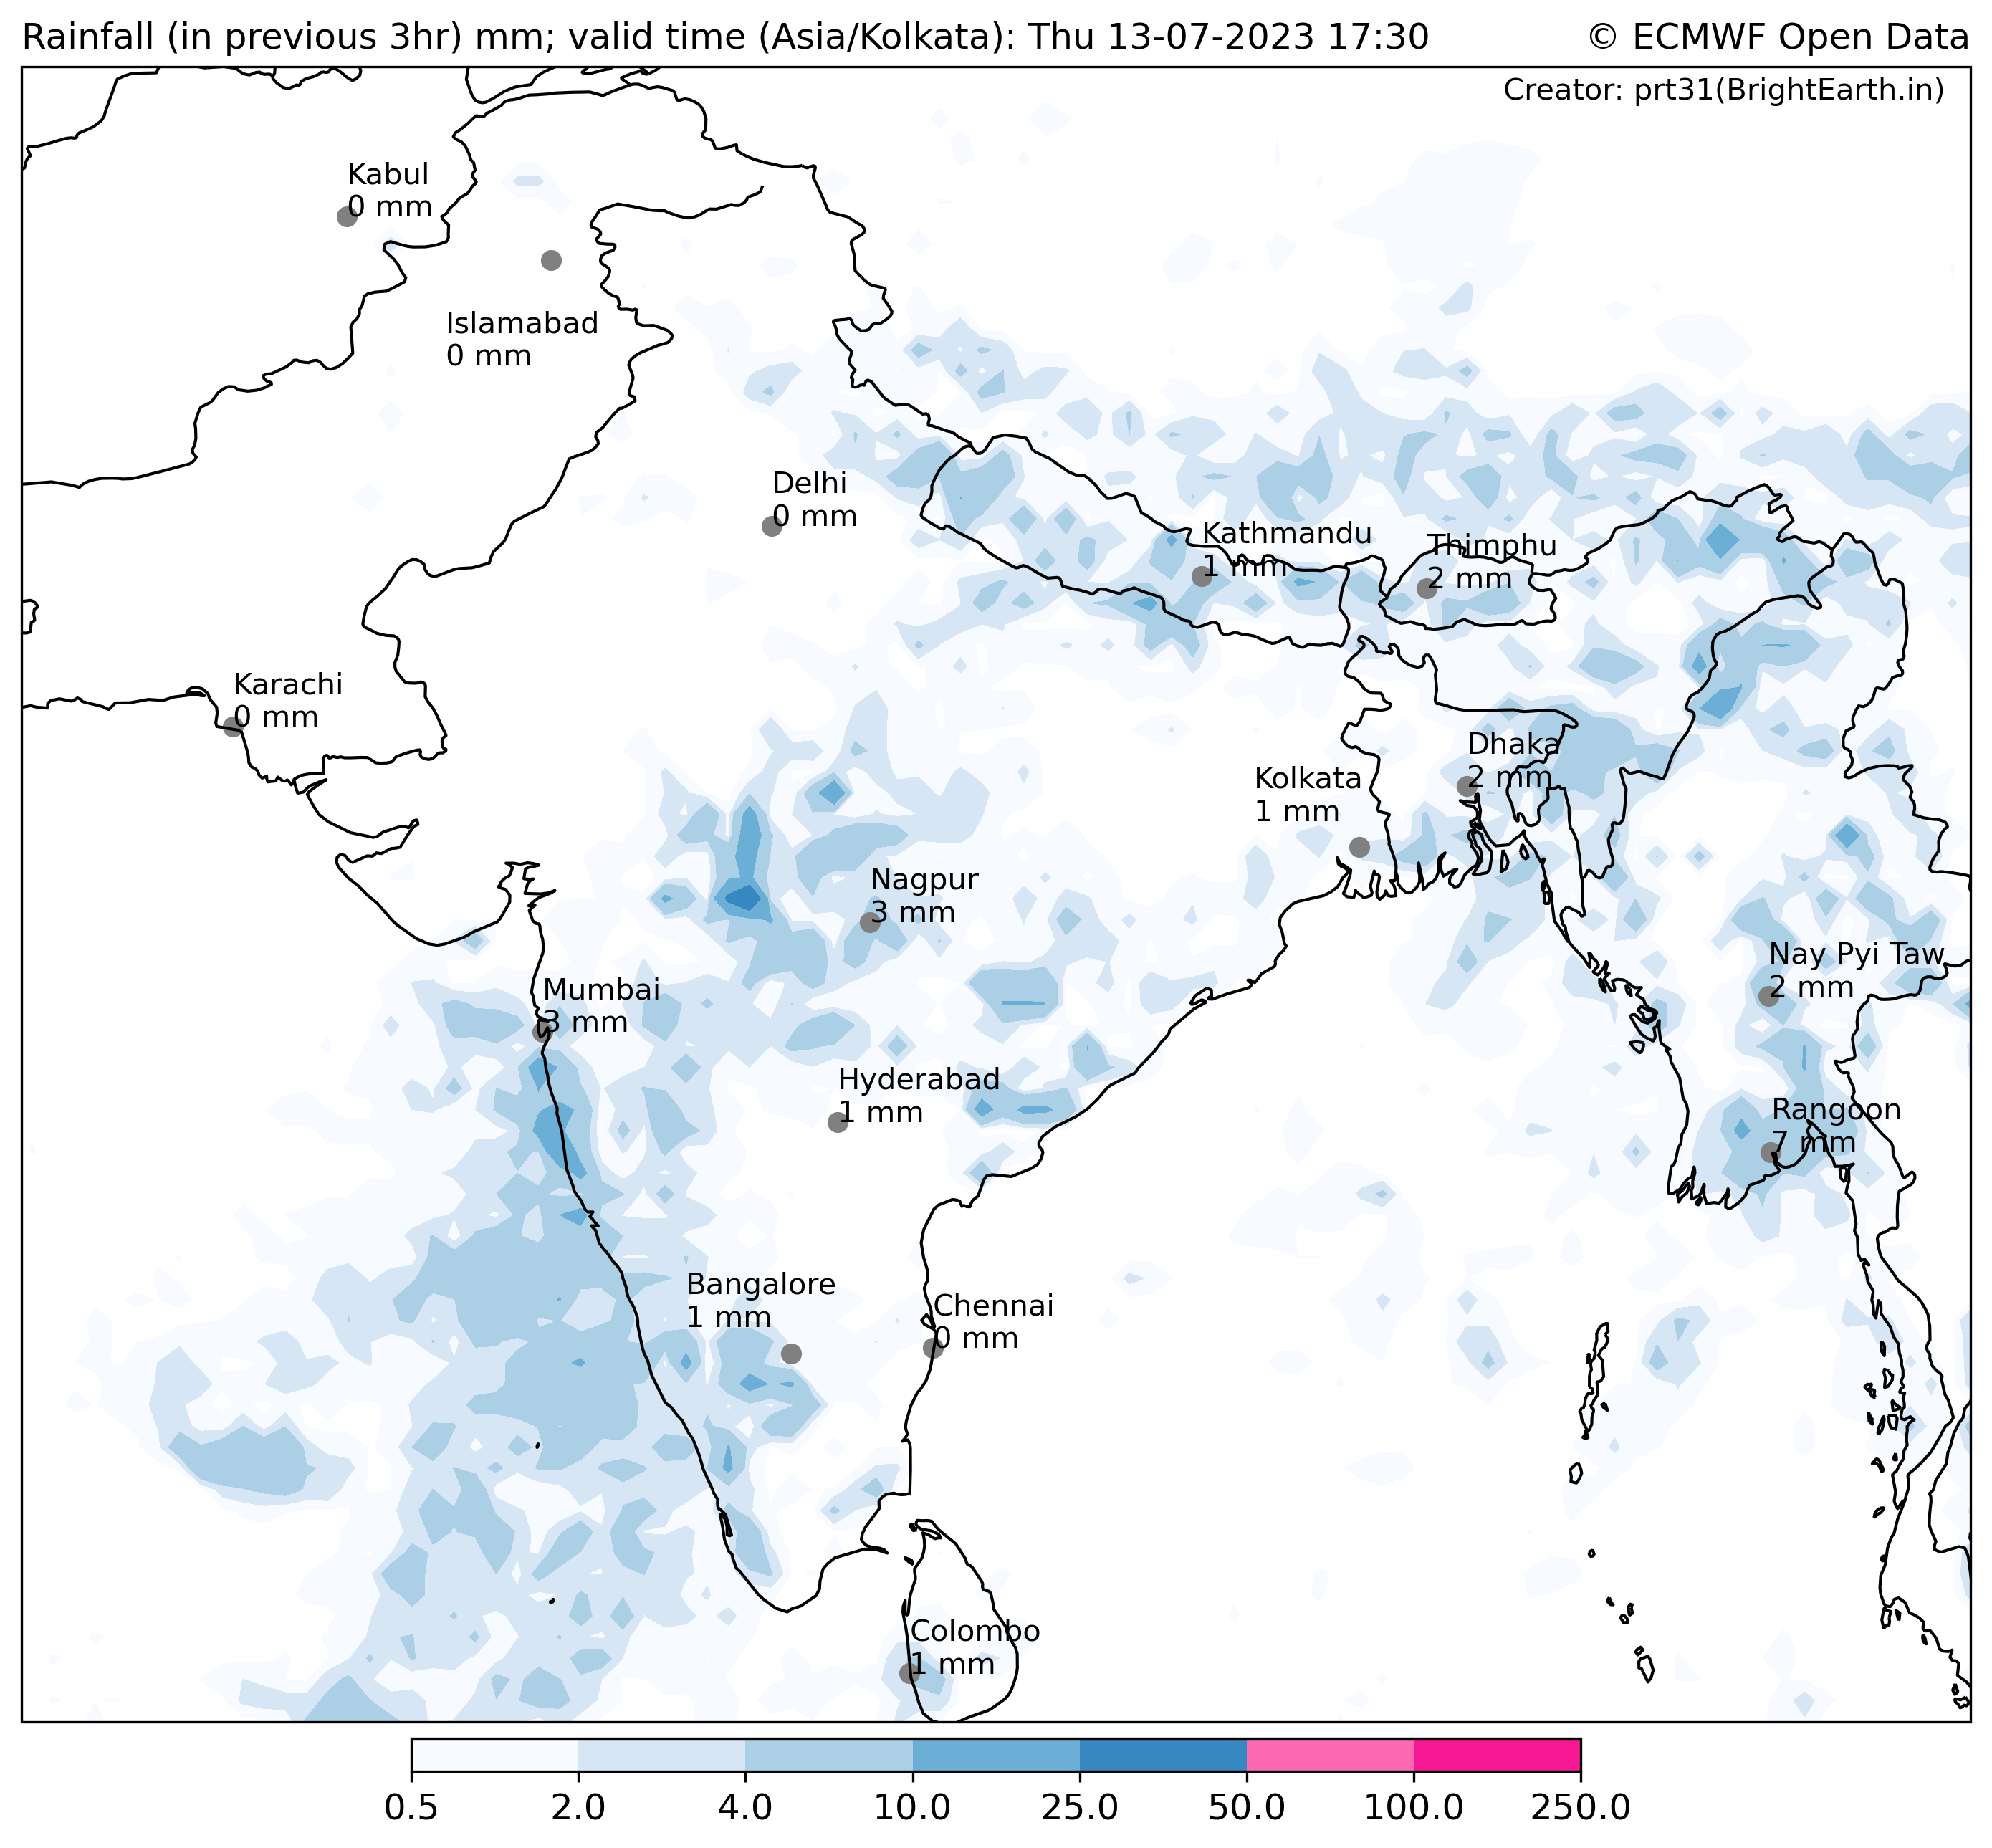 Rainfall (in previous 3hr) mm; valid time (Asia/Kolkata): Thu 13-07-2023 17:30
© ECMWF Open Data
Creator: prt31(BrightEarth.in)
Kabul
0 mm
Islamabad
0 mm
Delhi
0 mm
Kathmandu
1 mm
Thimphu
2 mm
Karachi
0 mm
Dhaka
2 mm
Kolkata
1 mm
Nagpur
3 mm
Nay Pyi Taw
2 mm
Mumbai
3 mm
Hyderabad
1 mm
Rangoon
7 mm
Bangalore
1 mm
Chennai
0 mm
Colombo
1 mm
0.5 2.0 4.0 10.0 25.0 50.0 100.0 250.0